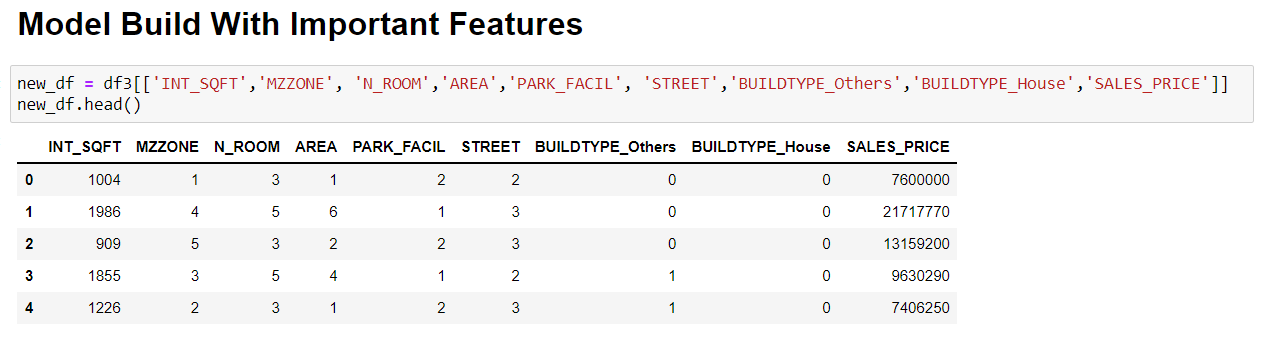 Model Build With Important Features
new_df = df3[['INT_SQFT','MZZONE', 'N_ROOM','AREA','PARK_FACIL', 'STREET','BUILDTYPE_Others','BUILDTYPE_House','SALES_PRICE']]
new_df.head()
INT_SQFT MZZONE N_ROOM AREA PARK_FACIL STREET BUILDTYPE_Others BUILDTYPE_House SALES_PRICE
0 1004 1 3 1 2 2 0 0 7600000
1 1986 4 5 6 1 3 0 0 21717770
2 909 5 3 2 2 3 0 0 13159200
3 1855 3 5 4 1 2 1 0 9630290
4 1226 2 3 1 2 3 1 0 7406250